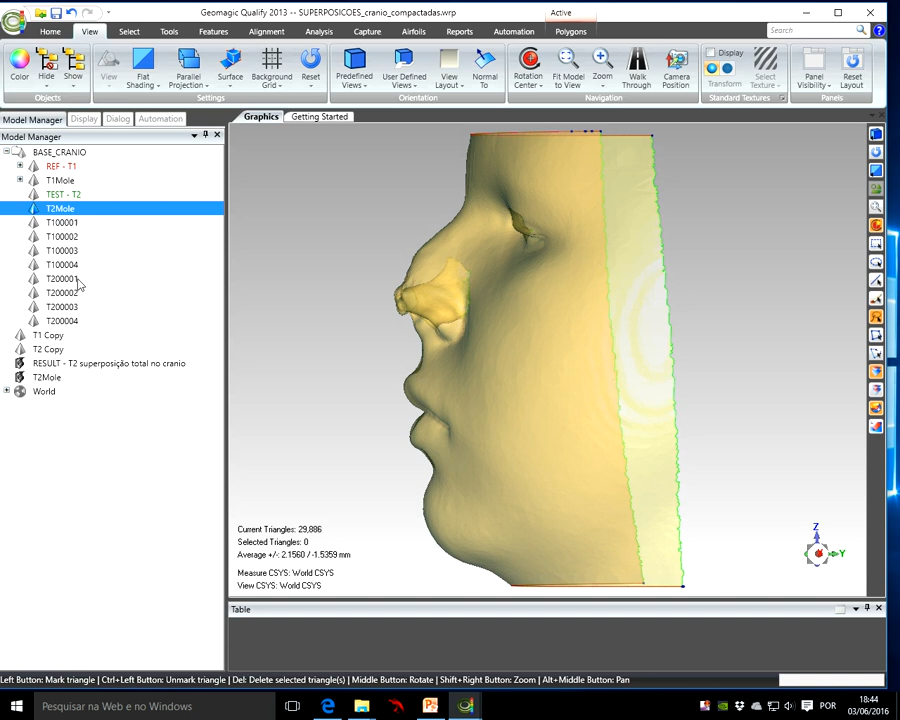 Geomagic Qualify 2013 -- SUPERPOSICOES_cranio_compactadas.wrp
Active
Home View Select Tools Features Alignment Analysis Capture Airfoils Reports Automation Polygons
Search
Color Hide Show
Objects
View Flat Shading Parallel Projection Surface Background Grid Reset
Settings
Predefined Views User Defined Views View Layout Normal To
Orientation
Rotation Center Fit Model to View Zoom Walk Through Camera Position
Navigation
Display
Transform Select Texture
Standard Textures
Panel Visibility Reset Layout
Panels
Model Manager Display Dialog Automation
Graphics Getting Started
Model Manager
BASE_CRANIO
REF - T1
T1Mole
TEST - T2
T2Mole
T100001
T100002
T100003
T100004
T200001
T200002
T200003
T200004
T1 Copy
T2 Copy
RESULT - T2 superposição total no cranio
T2Mole
World
Current Triangles: 29,886
Selected Triangles: 0
Average +/-: 2.1560 / -1.5359 mm
Measure CSYS: World CSYS
View CSYS: World CSYS
Z
Y
Table
Left Button: Mark triangle | Ctrl+Left Button: Unmark triangle | Del: Delete selected triangle(s) | Middle Button: Rotate | Shift+Right Button: Zoom | Alt+Middle Button: Pan
Pesquisar na Web e no Windows
POR
18:44
03/06/2016